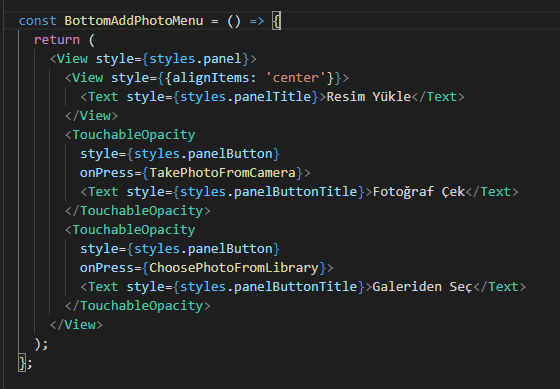 const BottomAddPhotoMenu = () => {
  return (
    <View style={styles.panel}>
      <View style={{alignItems: 'center'}}>
        <Text style={styles.panelTitle}>Resim Yükle</Text>
      </View>
      <TouchableOpacity
        style={styles.panelButton}
        onPress={TakePhotoFromCamera}>
        <Text style={styles.panelButtonTitle}>Fotoğraf Çek</Text>
      </TouchableOpacity>
      <TouchableOpacity
        style={styles.panelButton}
        onPress={ChoosePhotoFromLibrary}>
        <Text style={styles.panelButtonTitle}>Galeriden Seç</Text>
      </TouchableOpacity>
    </View>
  );
};